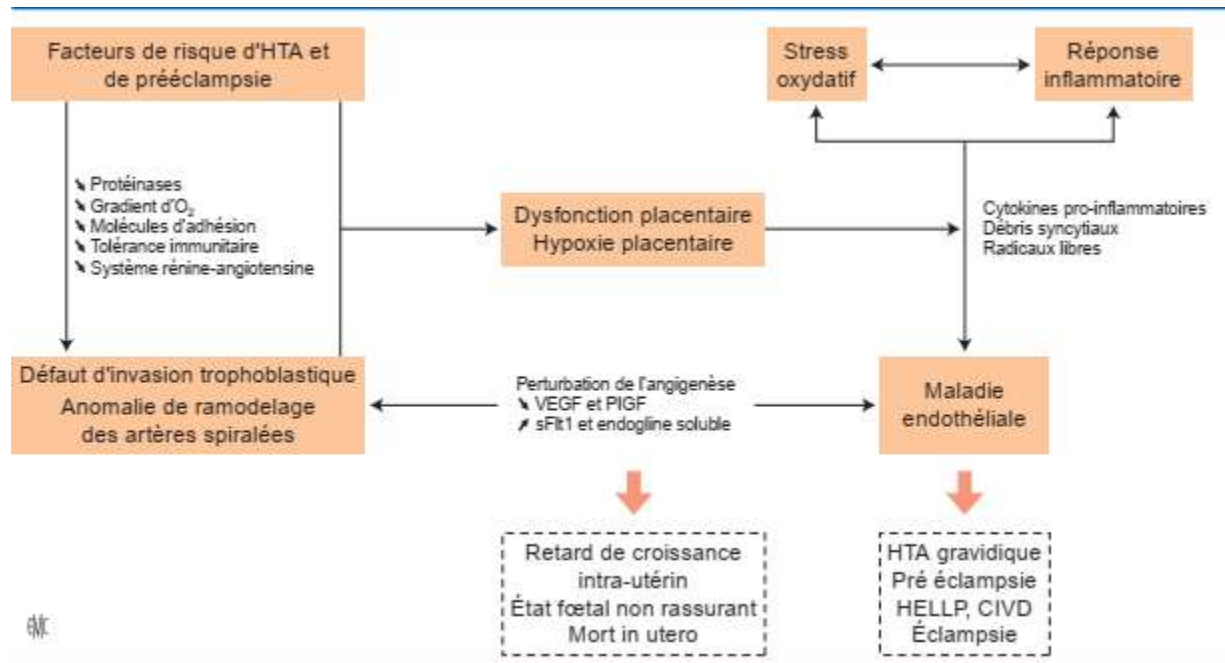 Facteurs de risque d'HTA et
de prééclampsie
Stress
oxydatif
Réponse
inflammatoire
↘ Protéinases
↘ Gradient d'O₂
↘ Molécules d'adhésion
↘ Tolérance immunitaire
↘ Système rénine-angiotensine
Dysfonction placentaire
Hypoxie placentaire
Cytokines pro-inflammatoires
Débris syncytiaux
Radicaux libres
Défaut d'invasion trophoblastique
Anomalie de ramodelage
des artères spiralées
Perturbation de l'angigenèse
↘ VEGF et PlGF
↗ sFlt1 et endogline soluble
Maladie
endothéliale
Retard de croissance
intra-utérin
État fœtal non rassurant
Mort in utero
HTA gravidique
Pré éclampsie
HELLP, CIVD
Éclampsie
EMC